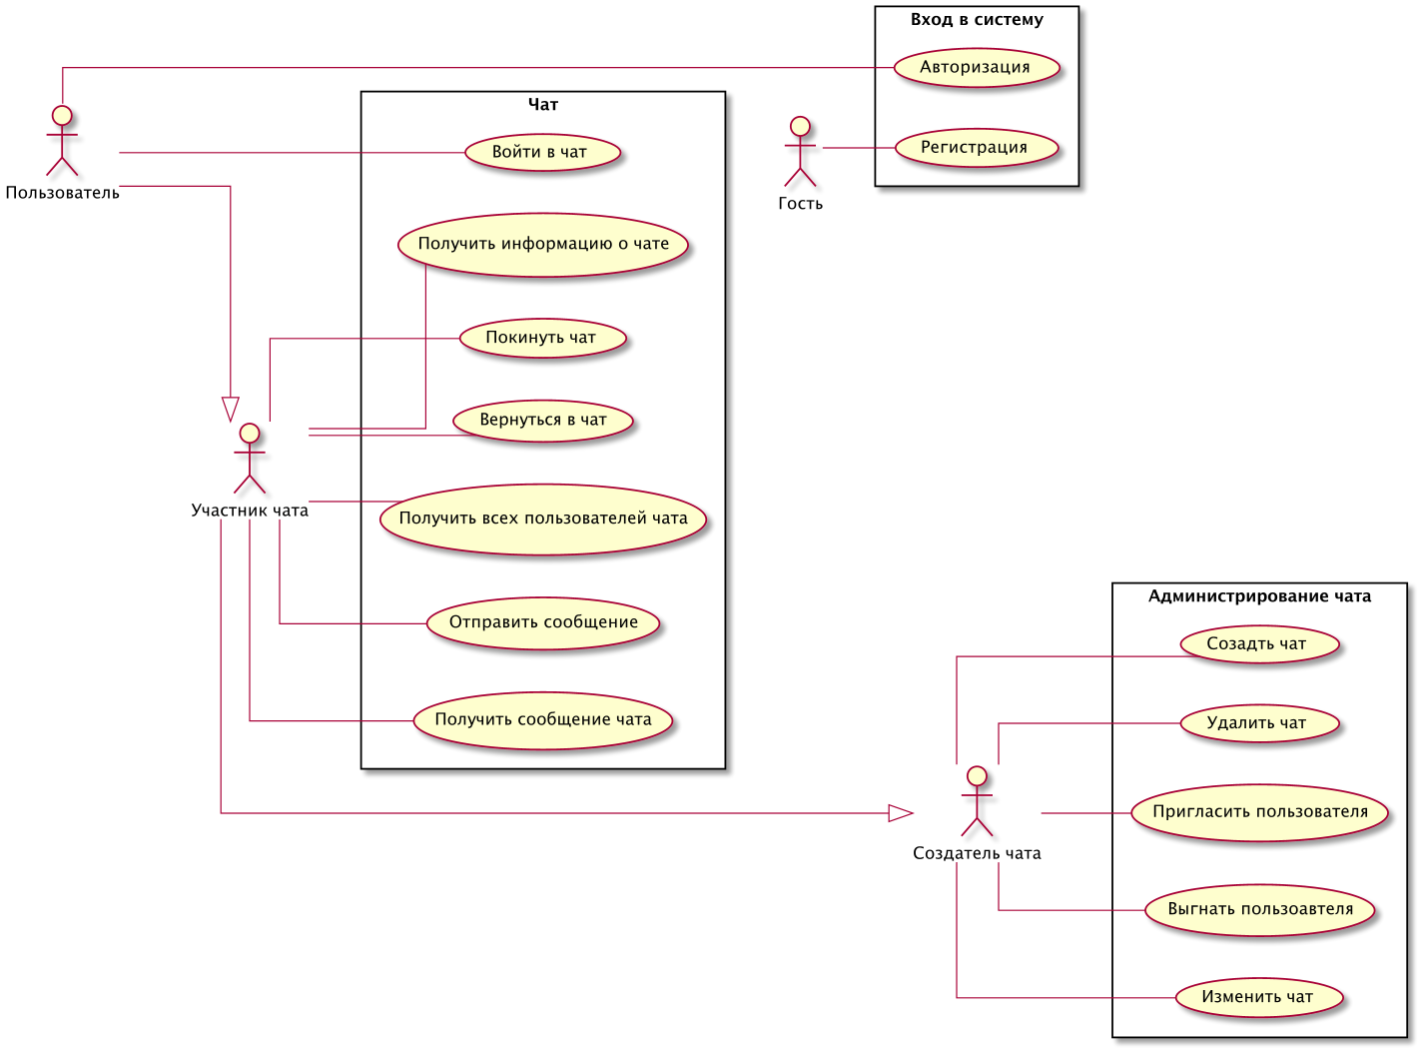 Вход в систему
Авторизация
Регистрация
Гость
Пользователь
Чат
Войти в чат
Получить информацию о чате
Покинуть чат
Вернуться в чат
Получить всех пользователей чата
Отправить сообщение
Получить сообщение чата
Участник чата
Администрирование чата
Созадть чат
Удалить чат
Пригласить пользователя
Выгнать пользоавтеля
Изменить чат
Создатель чата